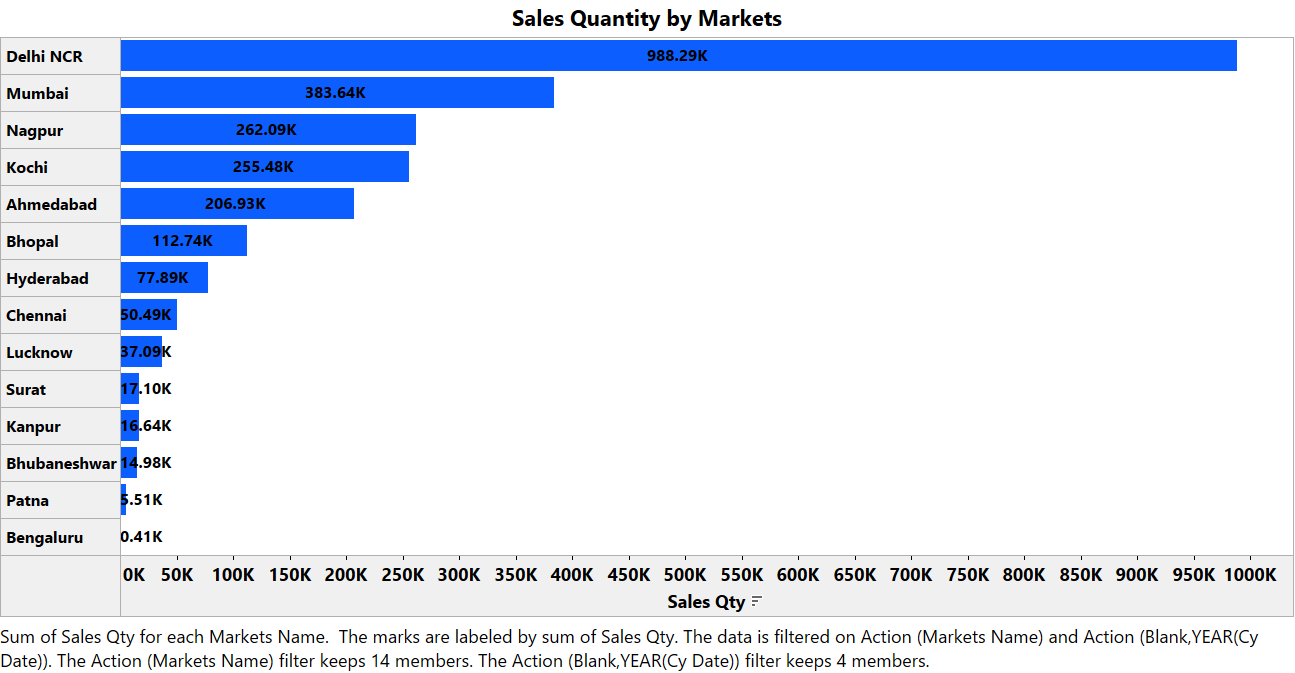 Sales Quantity by Markets
Delhi NCR 988.29K
Mumbai 383.64K
Nagpur 262.09K
Kochi 255.48K
Ahmedabad 206.93K
Bhopal 112.74K
Hyderabad 77.89K
Chennai 50.49K
Lucknow 37.09K
Surat 17.10K
Kanpur 16.64K
Bhubaneshwar 14.98K
Patna 5.51K
Bengaluru 0.41K
0K 50K 100K 150K 200K 250K 300K 350K 400K 450K 500K 550K 600K 650K 700K 750K 800K 850K 900K 950K 1000K
Sales Qty
Sum of Sales Qty for each Markets Name.  The marks are labeled by sum of Sales Qty. The data is filtered on Action (Markets Name) and Action (Blank,YEAR(Cy
Date)). The Action (Markets Name) filter keeps 14 members. The Action (Blank,YEAR(Cy Date)) filter keeps 4 members.